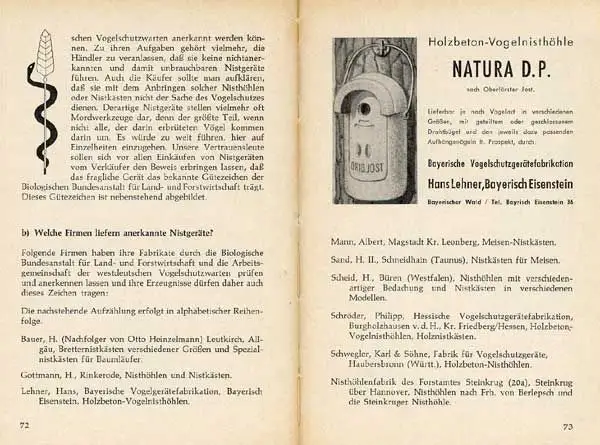 schen Vogelschutzwarten anerkannt werden kön-
nen. Zu ihren Aufgaben gehört vielmehr, die
Händler zu veranlassen, daß sie keine nichtaner-
kannten und damit unbrauchbaren Nistgeräte
führen. Auch die Käufer sollte man aufklären,
daß sie mit dem Anbringen solcher Nisthöhlen
oder Nistkästen nicht der Sache des Vogelschutzes
dienen. Derartige Nistgeräte stellen vielmehr oft
Mordwerkzeuge dar, denn der größte Teil, wenn
nicht alle, der darin erbrüteten Vögel kommen
darin um. Es würde zu weit führen, hier auf
Einzelheiten einzugehen. Unsere Vertrauensleute
sollen sich vor allen Einkäufen von Nistgeräten
vom Verkäufer den Beweis erbringen lassen, daß
das fragliche Gerät das bekannte Gütezeichen der
Biologischen Bundesanstalt für Land- und Forstwirtschaft trägt.
Dieses Gütezeichen ist nebenstehend abgebildet.
b) Welche Firmen liefern anerkannte Nistgeräte?
Folgende Firmen haben ihre Fabrikate durch die Biologische
Bundesanstalt für Land- und Forstwirtschaft und die Arbeits-
gemeinschaft der westdeutschen Vogelschutzwarten prüfen
und anerkennen lassen und ihre Erzeugnisse dürfen daher auch
dieses Zeichen tragen:
Die nachstehende Aufzählung erfolgt in alphabetischer Reihen-
folge.
Bauer, H. (Nachfolger von Otto Heinzelmann) Leutkirch, All-
gäu, Bretternistkästen verschiedener Größen und Spezial-
nistkästen für Baumläufer.
Gottmann, H., Rinkerode, Nisthöhlen und Nistkästen.
Lehner, Hans, Bayerische Vogelgerätefabrikation, Bayerisch
Eisenstein, Holzbeton-Vogelnisthöhlen.
72
ORIG. JOST
Holzbeton-Vogelnisthöhle
NATURA D.P.
nach Oberförster Jost.
Lieferbar je nach Vogelart in verschiedenen
Größen, mit geteiltem oder geschlossenem
Drahtbügel und den jeweils dazu passenden
Aufhängenägeln lt. Prospekt, durch:
Bayerische Vogelschutzgerätefabrikation
Hans Lehner, Bayerisch Eisenstein
Bayerischer Wald / Tel. Bayrisch Eisenstein 36
Mann, Albert, Magstadt Kr. Leonberg, Meisen-Nistkästen.
Sand, H. II., Schneidhain (Taunus), Nistkästen für Meisen.
Scheid, H., Büren (Westfalen), Nisthöhlen mit verschieden-
artiger Bedachung und Nistkästen in verschiedenen
Modellen.
Schröder, Philipp, Hessische Vogelschutzgerätefabrikation,
Burgholzhausen v. d. H., Kr. Friedberg/Hessen, Holzbeton-
Vogelnisthöhlen, Holznistkästen.
Schwegler, Karl & Söhne, Fabrik für Vogelschutzgeräte,
Haubersbronn (Württ.), Holzbeton-Nisthöhlen.
Nisthöhlenfabrik des Forstamtes Steinkrug (20a), Steinkrug
über Hannover, Nisthöhlen nach Frh. von Berlepsch und
die Steinkruger Nisthöhle.
73